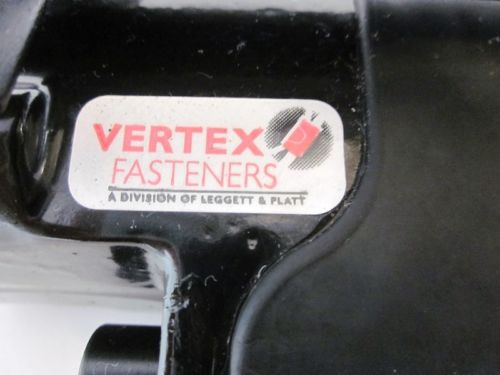 VERTEX
FASTENERS
A DIVISION OF LEGGETT & PLATT